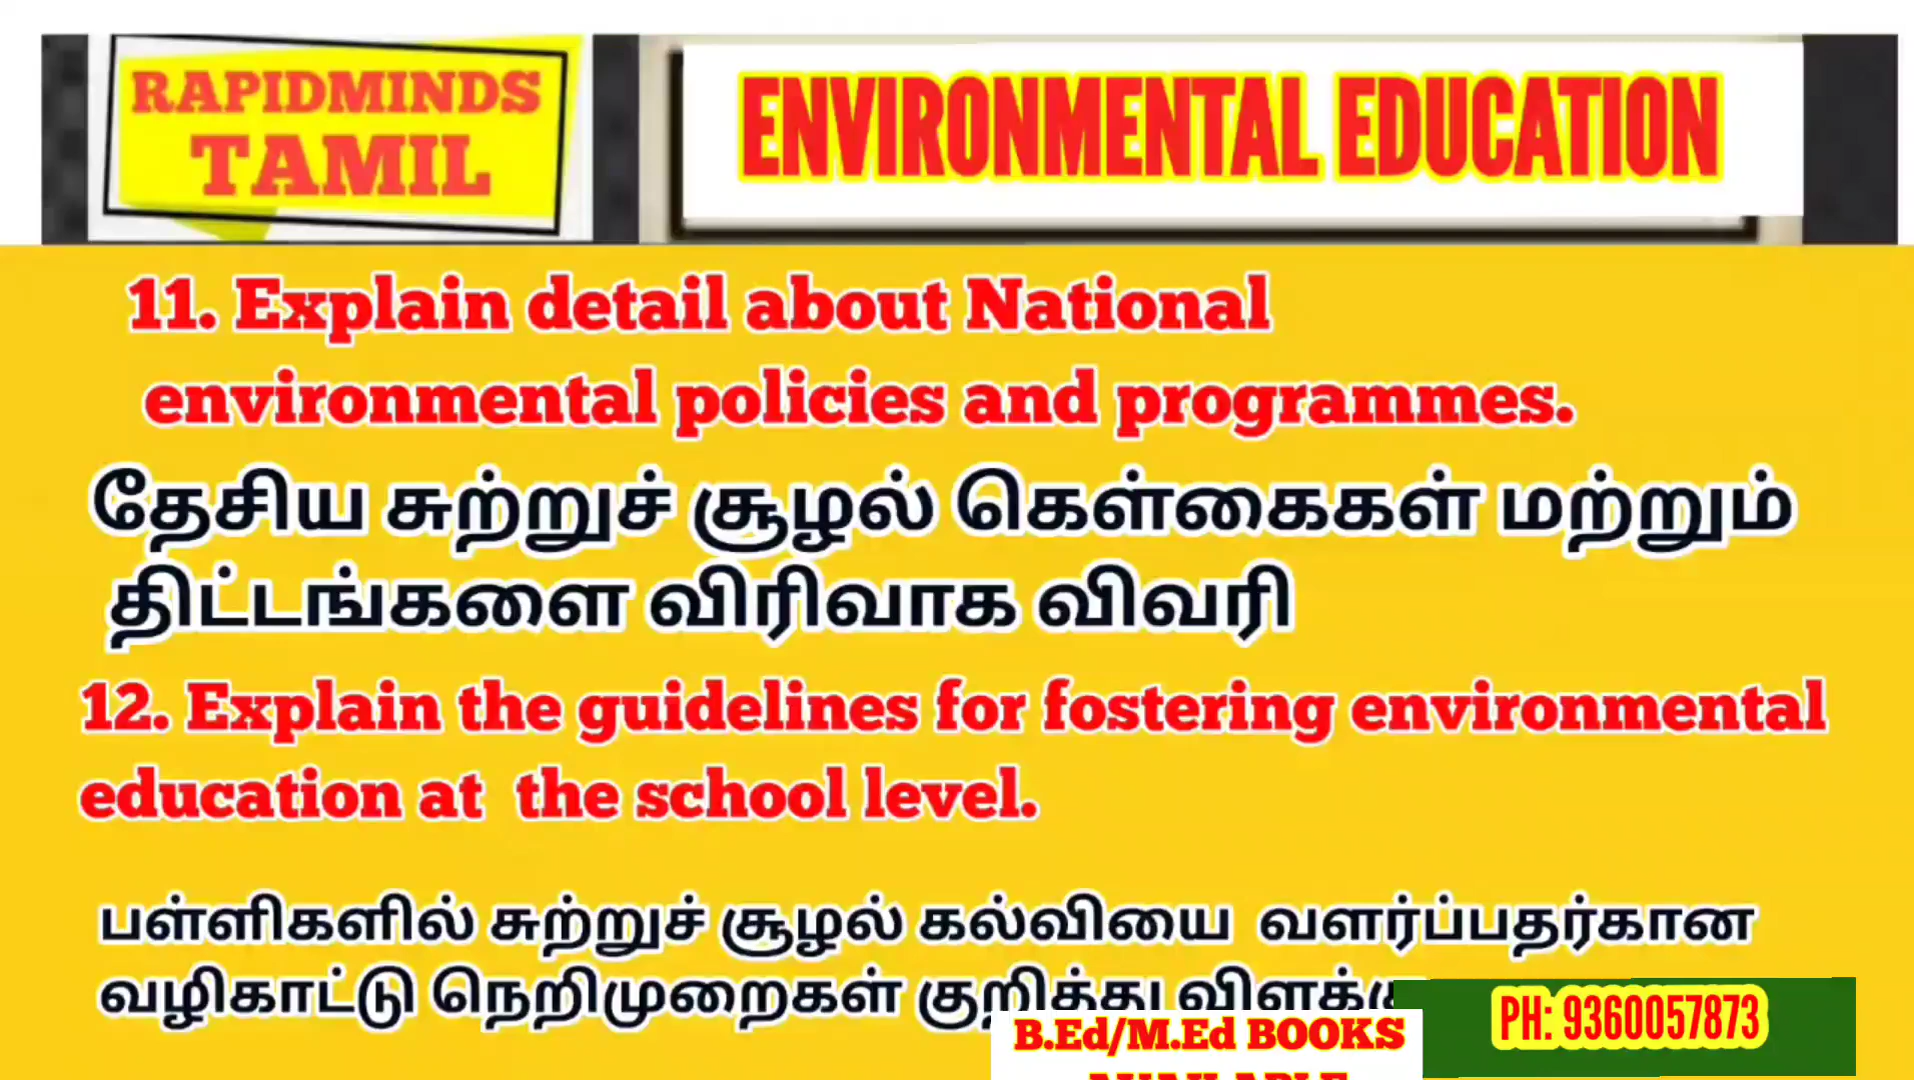 RAPIDMINDS
TAMIL
ENVIRONMENTAL EDUCATION
11. Explain detail about National
environmental policies and programmes.
தேசிய சுற்றுச் சூழல் கெள்கைகள் மற்றும்
திட்டங்களை விரிவாக விவரி
12. Explain the guidelines for fostering environmental
education at the school level.
பள்ளிகளில் சுற்றுச் சூழல் கல்வியை வளர்ப்பதர்கான
வழிகாட்டு நெறிமுறைகள் குறித்து
PH: 9360057873
B.Ed/M.Ed BOOKS